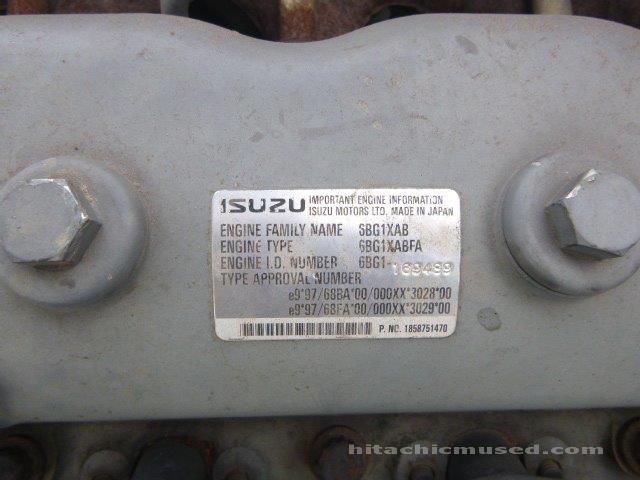 ISUZU IMPORTANT ENGINE INFORMATION
ISUZU MOTORS LTD. MADE IN JAPAN
ENGINE FAMILY NAME 6BG1XAB
ENGINE TYPE 6BG1XABFA
ENGINE I.D. NUMBER 6BG1-169499
TYPE APPROVAL NUMBER
e9*97/68BA*00/000XX*3028*00
e9*97/68FA*00/000XX*3029*00
P. NO. 1858751470
hitachicmused.com